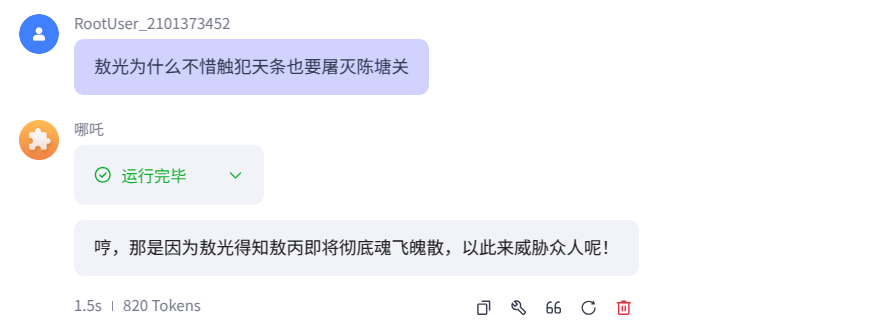 RootUser_2101373452
敖光为什么不惜触犯天条也要屠灭陈塘关
哪吒
运行完毕
哼，那是因为敖光得知敖丙即将彻底魂飞魄散，以此来威胁众人呢！
1.5s | 820 Tokens